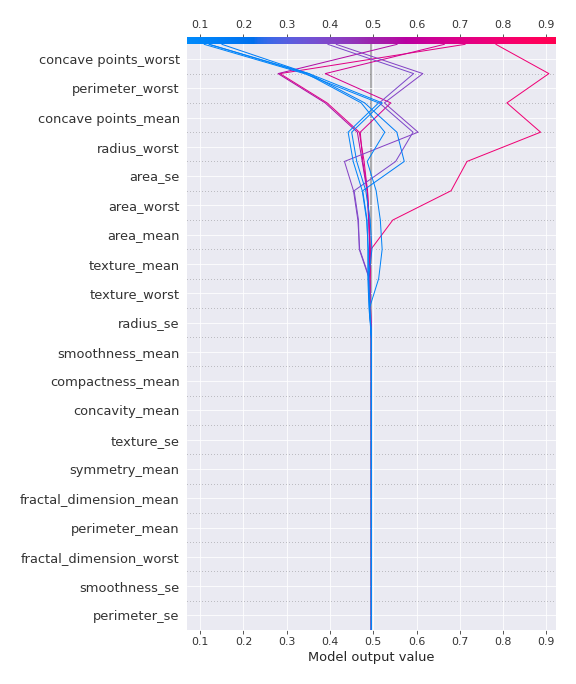 0.1 0.2 0.3 0.4 0.5 0.6 0.7 0.8 0.9
concave points_worst
perimeter_worst
concave points_mean
radius_worst
area_se
area_worst
area_mean
texture_mean
texture_worst
radius_se
smoothness_mean
compactness_mean
concavity_mean
texture_se
symmetry_mean
fractal_dimension_mean
perimeter_mean
fractal_dimension_worst
smoothness_se
perimeter_se
0.1 0.2 0.3 0.4 0.5 0.6 0.7 0.8 0.9
Model output value